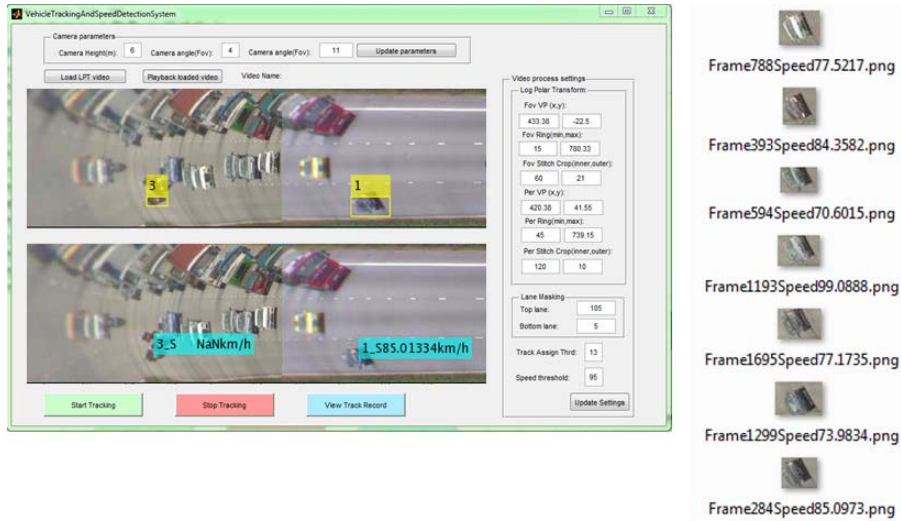 VehicleTrackingAndSpeedDetectionSystem
Camera parameters
Camera Height(m): 6 Camera angle(Fov): 4 Camera angle(Fov): 11 Update parameters
Load LPT video Playback loaded video Video Name:
3 1
3_S NaNkm/h 1_S85.01334km/h
Start Tracking Stop Tracking View Track Record
Video process settings
Log Polar Transform
Fov VP (x,y):
433.38 -22.5
Fov Ring(min,max):
15 780.33
Fov Stitch Crop(inner,outer):
60 21
Per VP (x,y):
420.38 41.55
Per Ring(min,max):
45 739.15
Per Stitch Crop(inner,outer):
120 10
Lane Masking
Top lane: 105
Bottom lane: 5
Track Assign Thrd: 13
Speed threshold: 95
Update Settings
Frame788Speed77.5217.png
Frame393Speed84.3582.png
Frame594Speed70.6015.png
Frame1193Speed99.0888.png
Frame1695Speed77.1735.png
Frame1299Speed73.9834.png
Frame284Speed85.0973.png